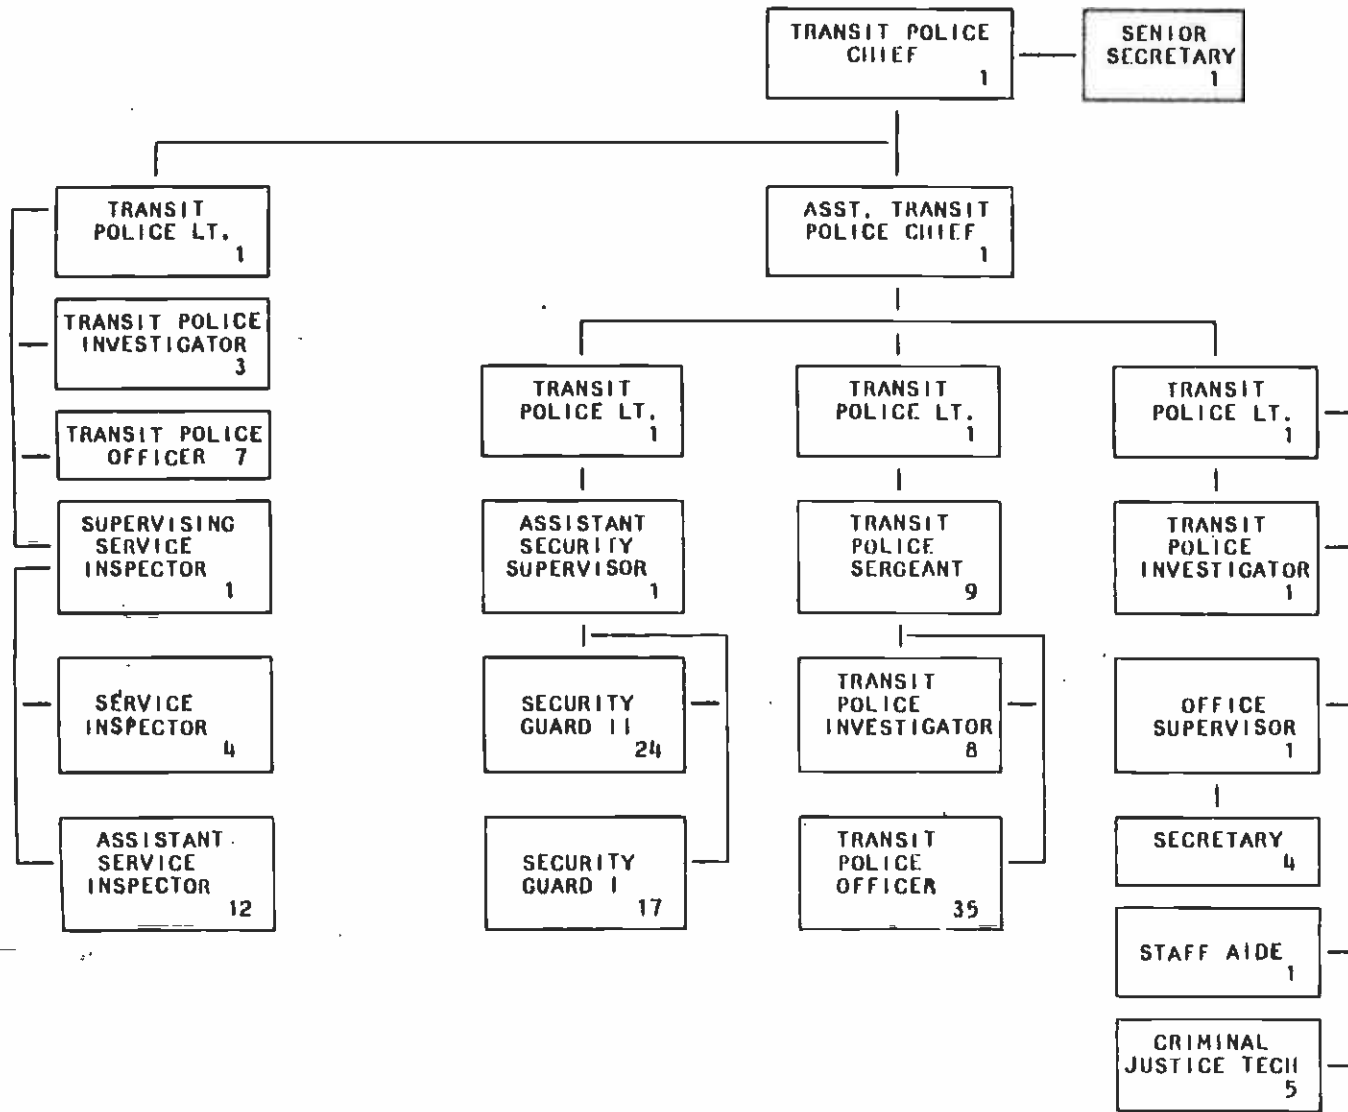 TRANSIT POLICE
CHIEF
1
SENIOR
SECRETARY
1
TRANSIT
POLICE LT.
1
ASST. TRANSIT
POLICE CHIEF
1
TRANSIT POLICE
INVESTIGATOR
3
TRANSIT POLICE
OFFICER 7
SUPERVISING
SERVICE
INSPECTOR
1
SERVICE
INSPECTOR
4
ASSISTANT
SERVICE
INSPECTOR
12
TRANSIT
POLICE LT.
1
ASSISTANT
SECURITY
SUPERVISOR
1
SECURITY
GUARD II
24
SECURITY
GUARD I
17
TRANSIT
POLICE LT.
1
TRANSIT
POLICE
SERGEANT
9
TRANSIT
POLICE
INVESTIGATOR
8
TRANSIT
POLICE
OFFICER
35
TRANSIT
POLICE LT.
1
TRANSIT
POLICE
INVESTIGATOR
1
OFFICE
SUPERVISOR
1
SECRETARY
4
STAFF AIDE
1
CRIMINAL
JUSTICE TECH
5